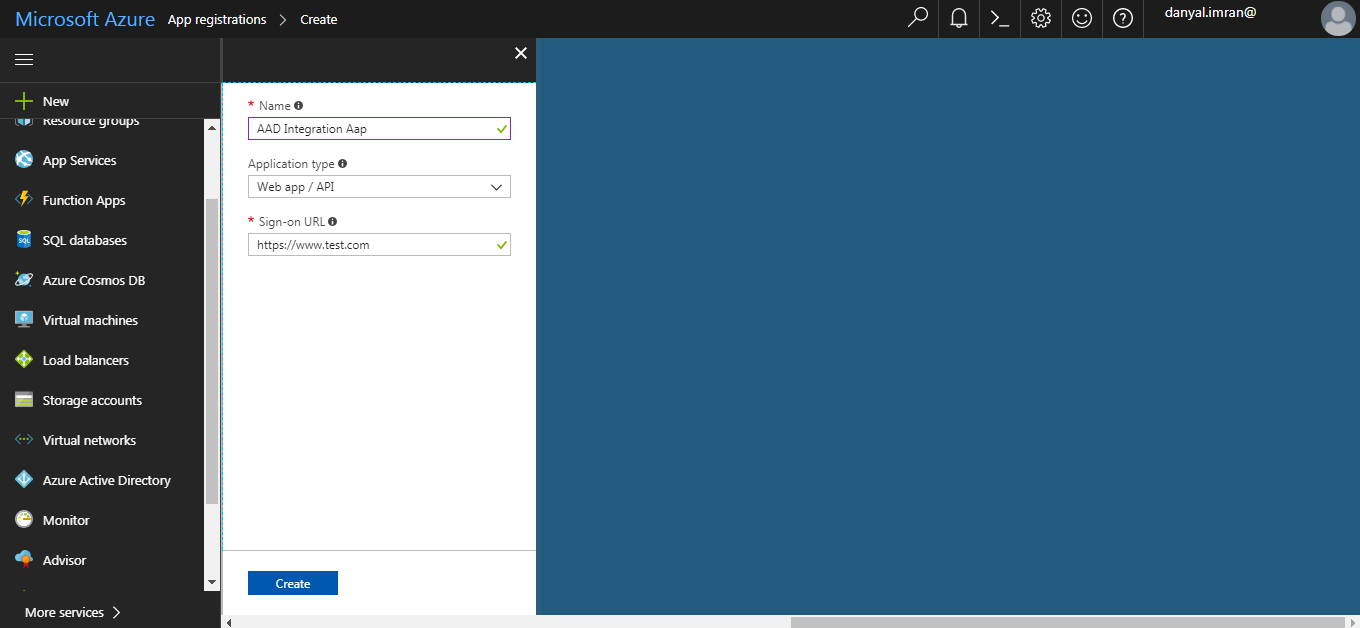 Microsoft Azure App registrations > Create
danyal.imran@
New
Resource groups
App Services
Function Apps
SQL databases
Azure Cosmos DB
Virtual machines
Load balancers
Storage accounts
Virtual networks
Azure Active Directory
Monitor
Advisor
More services >
* Name
AAD Integration Aap
Application type
Web app / API
* Sign-on URL
https://www.test.com
Create